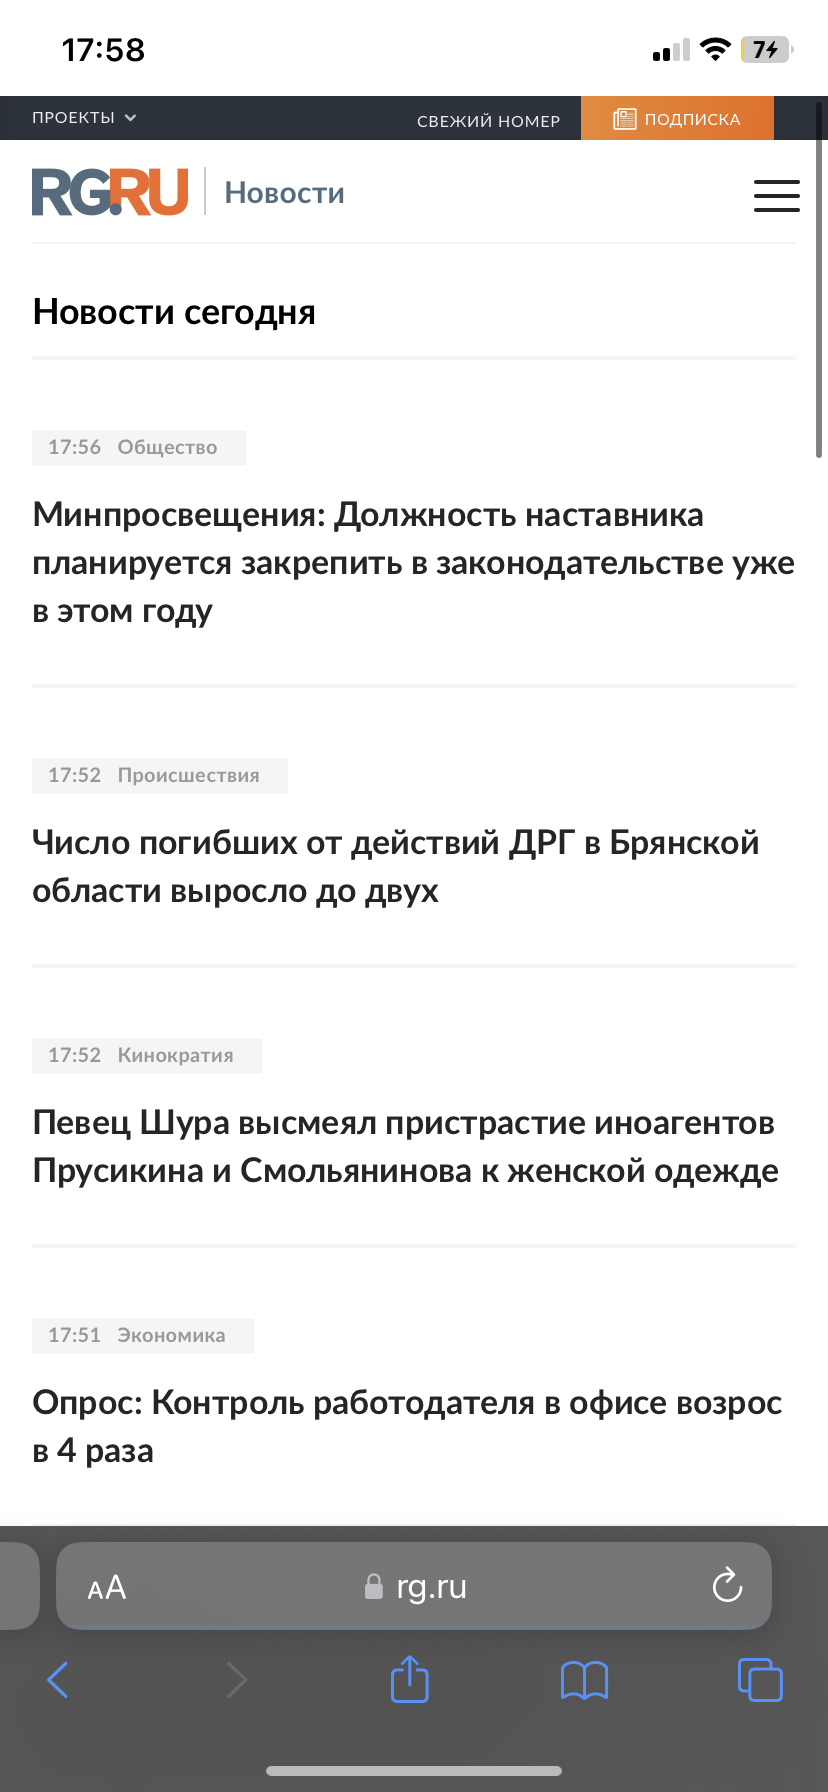 17:58
7
ПРОЕКТЫ
СВЕЖИЙ НОМЕР
ПОДПИСКА
RG.RU
Новости
Новости сегодня
17:56 Общество
Минпросвещения: Должность наставника
планируется закрепить в законодательстве уже
в этом году
17:52 Происшествия
Число погибших от действий ДРГ в Брянской
области выросло до двух
17:52 Кинократия
Певец Шура высмеял пристрастие иноагентов
Прусикина и Смольянинова к женской одежде
17:51 Экономика
Опрос: Контроль работодателя в офисе возрос
в 4 раза
AA
rg.ru